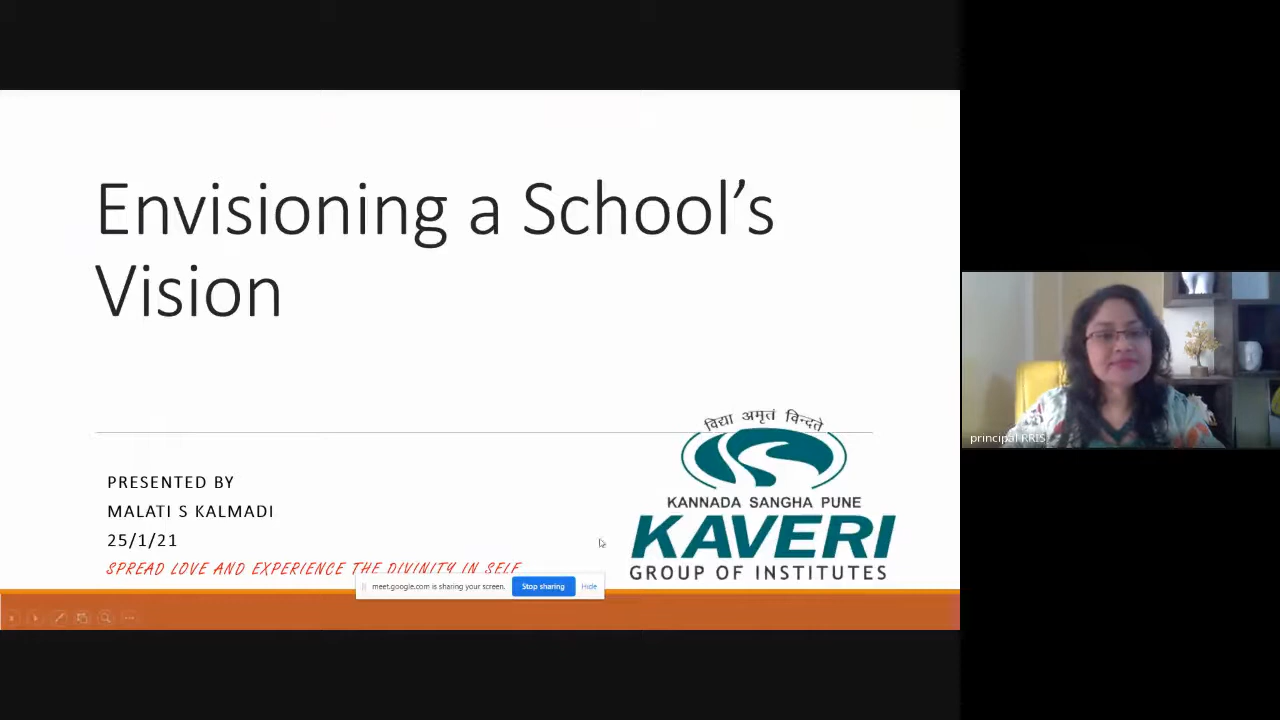 Envisioning a School's
Vision
PRESENTED BY
MALATI S KALMADI
25/1/21
SPREAD LOVE AND EXPERIENCE THE DIVINITY IN SELF
विद्या अमृतं विन्दते
KANNADA SANGHA PUNE
KAVERI
GROUP OF INSTITUTES
meet.google.com is sharing your screen. Stop sharing Hide
principal RRIS